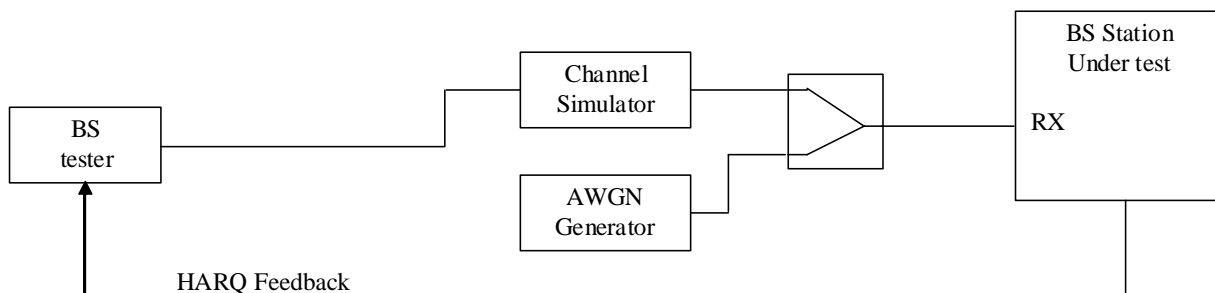 BS Station
Under test
Channel
Simulator
RX
BS
tester
AWGN
Generator
HARQ Feedback